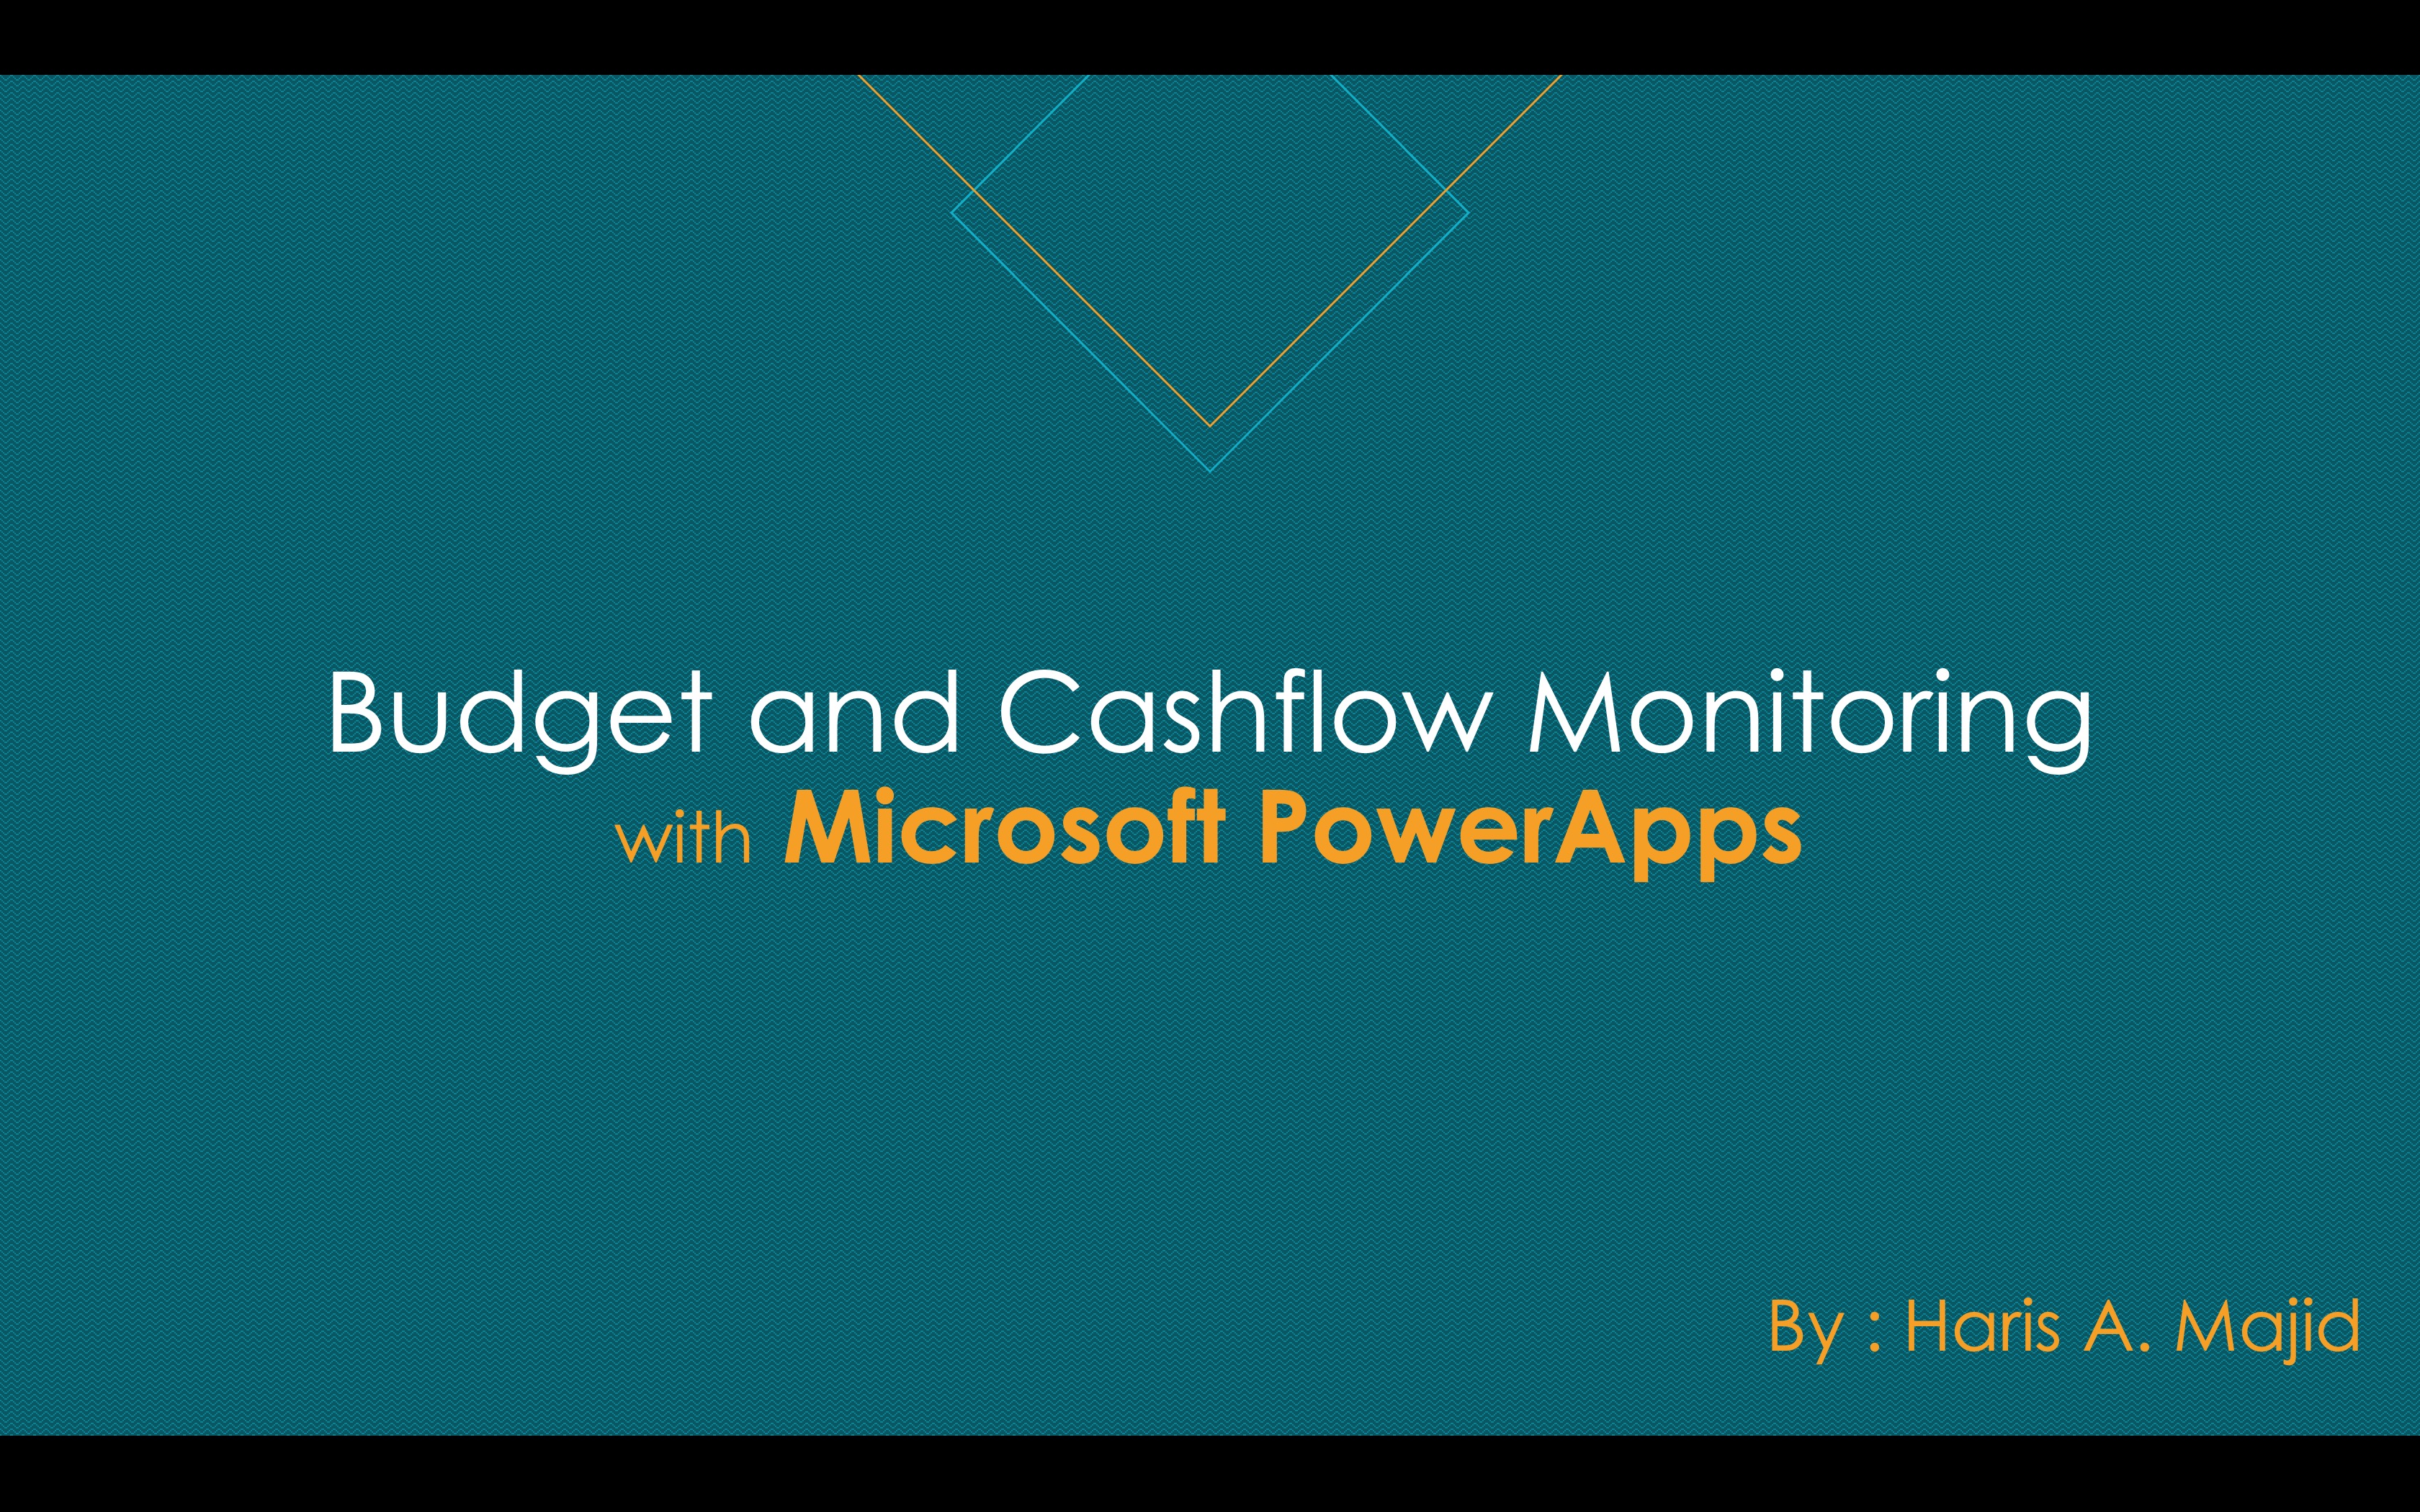 Budget and Cashflow Monitoring
with Microsoft PowerApps
By : Haris A. Majid